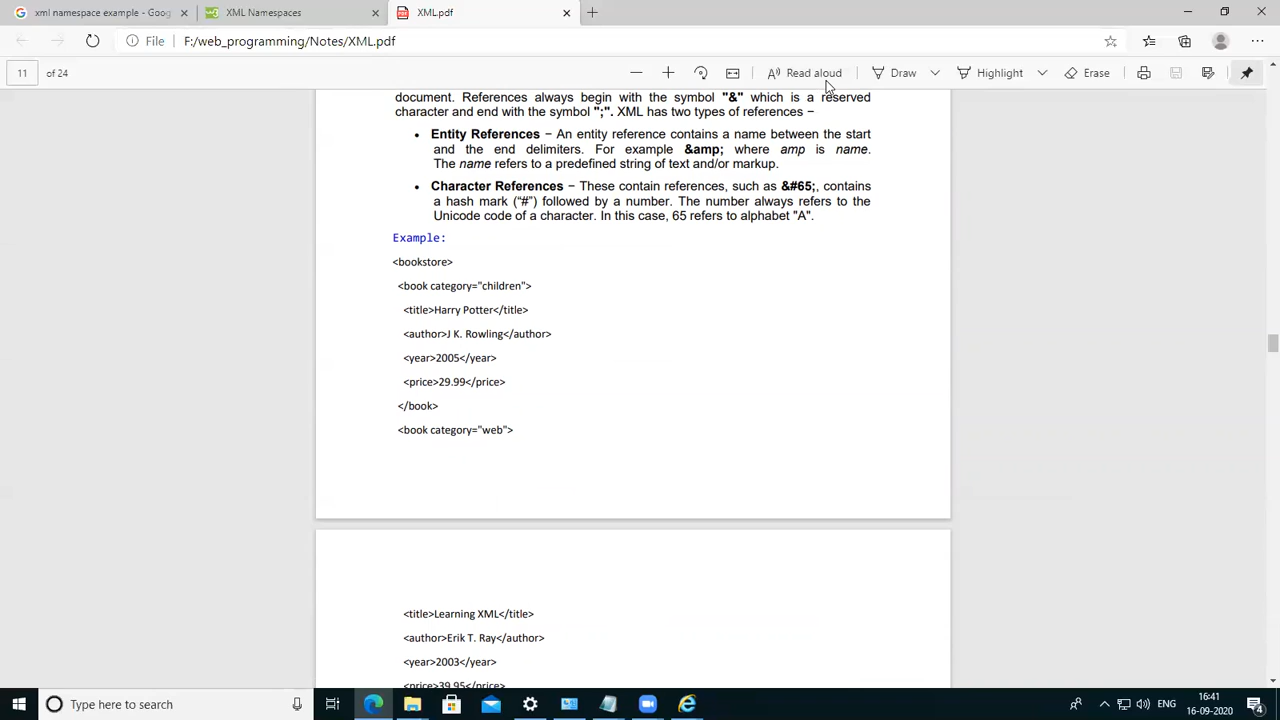 xml namespace example - Goog
XML Namespaces
XML.pdf
File
F:/web_programming/Notes/XML.pdf
11 of 24
Read aloud
Draw
Highlight
Erase
document. References always begin with the symbol "&" which is a reserved
character and end with the symbol ";". XML has two types of references −
• Entity References − An entity reference contains a name between the start
and the end delimiters. For example &amp; where amp is name.
The name refers to a predefined string of text and/or markup.
• Character References − These contain references, such as &#65;, contains
a hash mark (“#”) followed by a number. The number always refers to the
Unicode code of a character. In this case, 65 refers to alphabet "A".
Example:
<bookstore>
<book category="children">
<title>Harry Potter</title>
<author>J K. Rowling</author>
<year>2005</year>
<price>29.99</price>
</book>
<book category="web">
<title>Learning XML</title>
<author>Erik T. Ray</author>
<year>2003</year>
<price>39.95</price>
Type here to search
ENG
16:41
16-09-2020
4